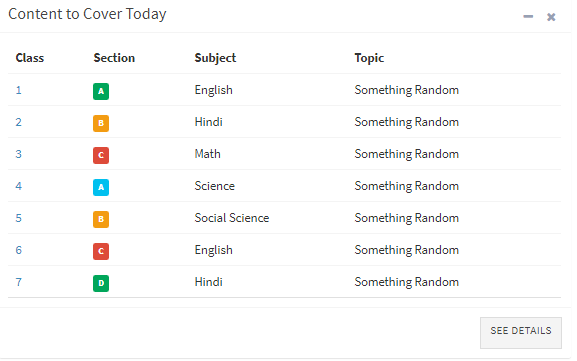 Content to Cover Today
Class Section Subject Topic
1 A English Something Random
2 B Hindi Something Random
3 C Math Something Random
4 A Science Something Random
5 B Social Science Something Random
6 C English Something Random
7 D Hindi Something Random
SEE DETAILS